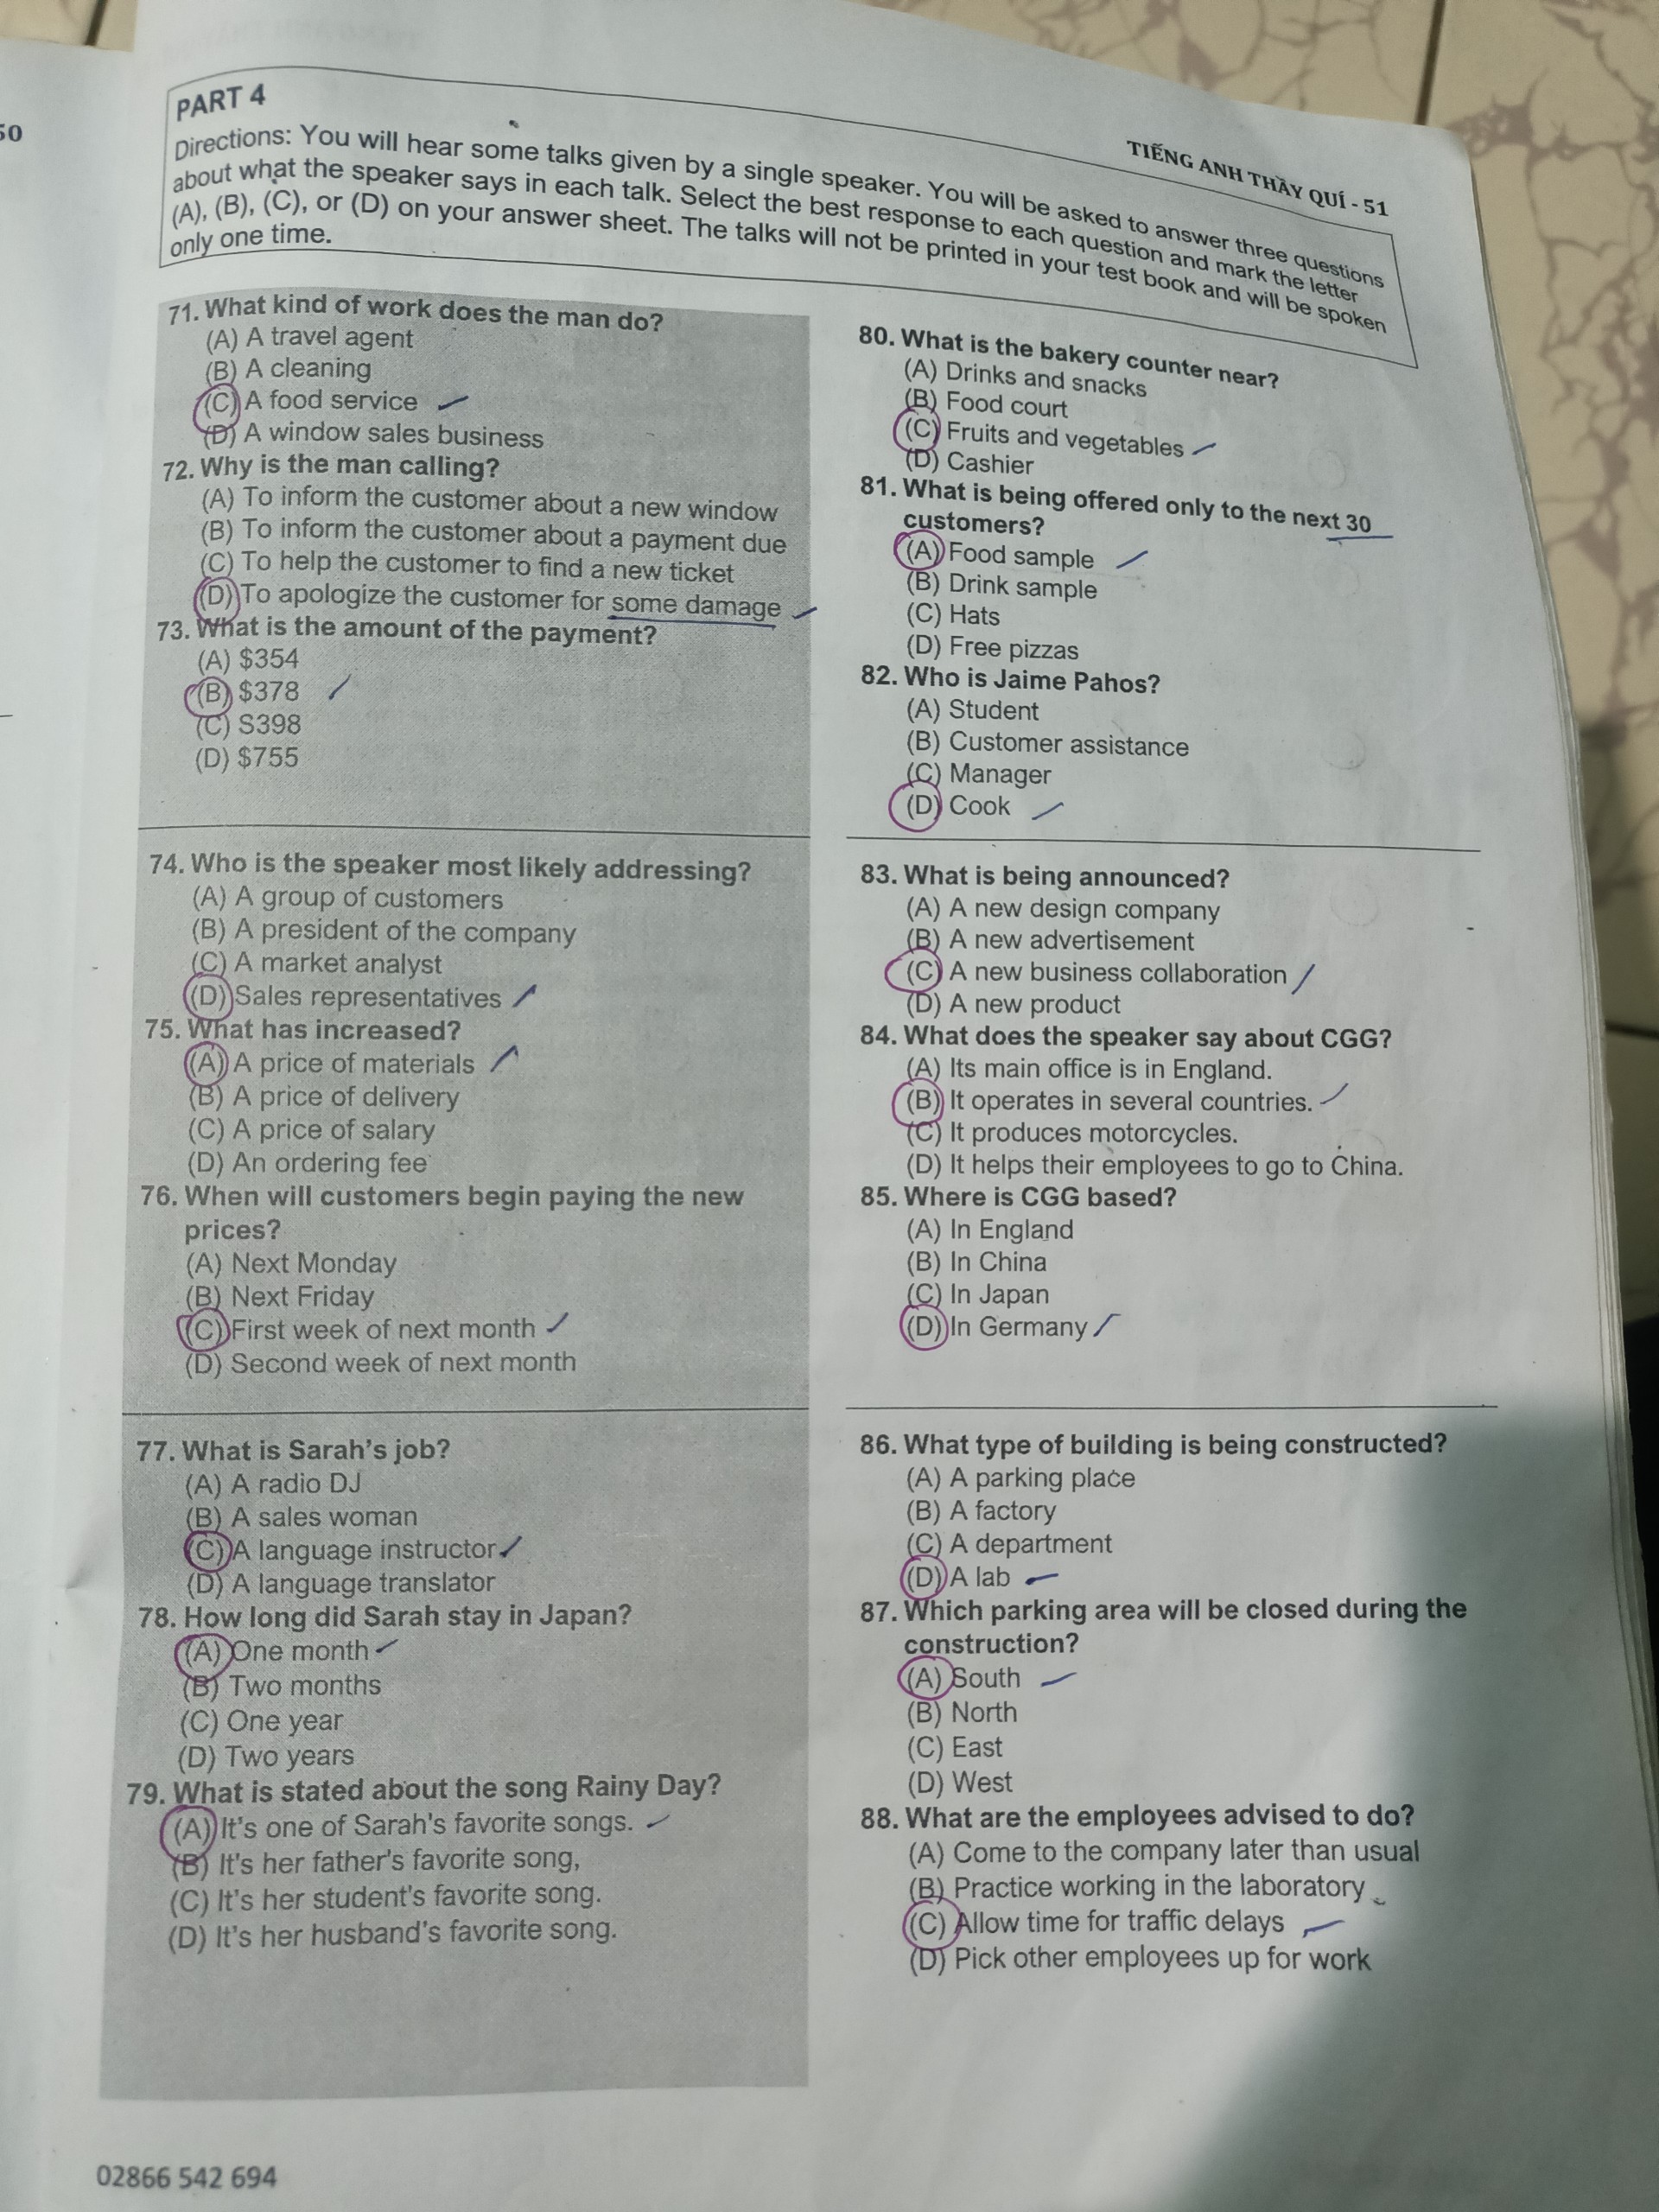 50
TIẾNG ANH THẦY QUÍ - 51
PART 4
Directions: You will hear some talks given by a single speaker. You will be asked to answer three questions
about what the speaker says in each talk. Select the best response to each question and mark the letter
(A), (B), (C), or (D) on your answer sheet. The talks will not be printed in your test book and will be spoken
only one time.
71. What kind of work does the man do?
(A) A travel agent
(B) A cleaning
(C) A food service
(D) A window sales business
72. Why is the man calling?
(A) To inform the customer about a new window
(B) To inform the customer about a payment due
(C) To help the customer to find a new ticket
(D) To apologize the customer for some damage
73. What is the amount of the payment?
(A) $354
(B) $378
(C) S398
(D) $755
74. Who is the speaker most likely addressing?
(A) A group of customers
(B) A president of the company
(C) A market analyst
(D) Sales representatives
75. What has increased?
(A) A price of materials
(B) A price of delivery
(C) A price of salary
(D) An ordering fee
76. When will customers begin paying the new
prices?
(A) Next Monday
(B) Next Friday
(C) First week of next month
(D) Second week of next month
77. What is Sarah's job?
(A) A radio DJ
(B) A sales woman
(C) A language instructor
(D) A language translator
78. How long did Sarah stay in Japan?
(A) One month
(B) Two months
(C) One year
(D) Two years
79. What is stated about the song Rainy Day?
(A) It's one of Sarah's favorite songs.
(B) It's her father's favorite song,
(C) It's her student's favorite song.
(D) It's her husband's favorite song.
80. What is the bakery counter near?
(A) Drinks and snacks
(B) Food court
(C) Fruits and vegetables
(D) Cashier
81. What is being offered only to the next 30
customers?
(A) Food sample
(B) Drink sample
(C) Hats
(D) Free pizzas
82. Who is Jaime Pahos?
(A) Student
(B) Customer assistance
(C) Manager
(D) Cook
83. What is being announced?
(A) A new design company
(B) A new advertisement
(C) A new business collaboration
(D) A new product
84. What does the speaker say about CGG?
(A) Its main office is in England.
(B) It operates in several countries.
(C) It produces motorcycles.
(D) It helps their employees to go to China.
85. Where is CGG based?
(A) In England
(B) In China
(C) In Japan
(D) In Germany
86. What type of building is being constructed?
(A) A parking place
(B) A factory
(C) A department
(D) A lab
87. Which parking area will be closed during the
construction?
(A) South
(B) North
(C) East
(D) West
88. What are the employees advised to do?
(A) Come to the company later than usual
(B) Practice working in the laboratory
(C) Allow time for traffic delays
(D) Pick other employees up for work
02866 542 694